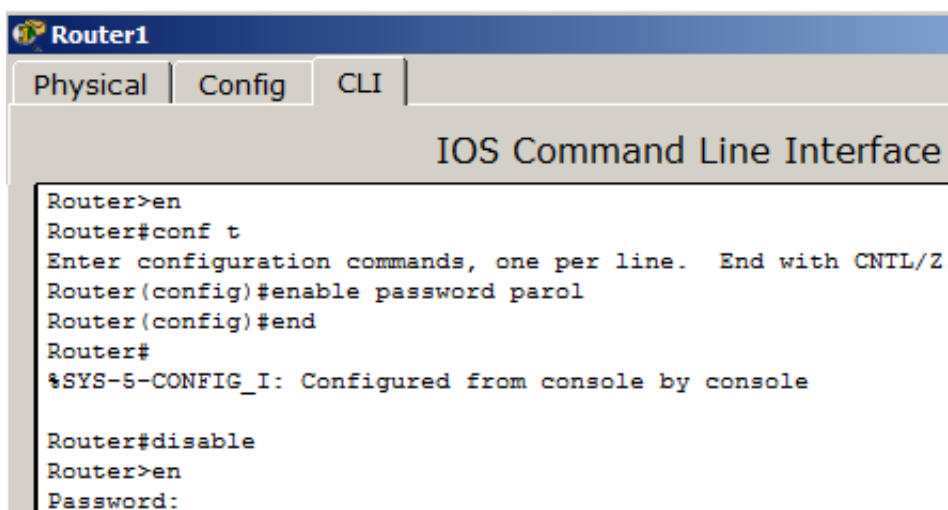 Router1
Physical Config CLI
IOS Command Line Interface
Router>en
Router#conf t
Enter configuration commands, one per line.  End with CNTL/Z
Router(config)#enable password parol
Router(config)#end
Router#
%SYS-5-CONFIG_I: Configured from console by console
Router#disable
Router>en
Password: